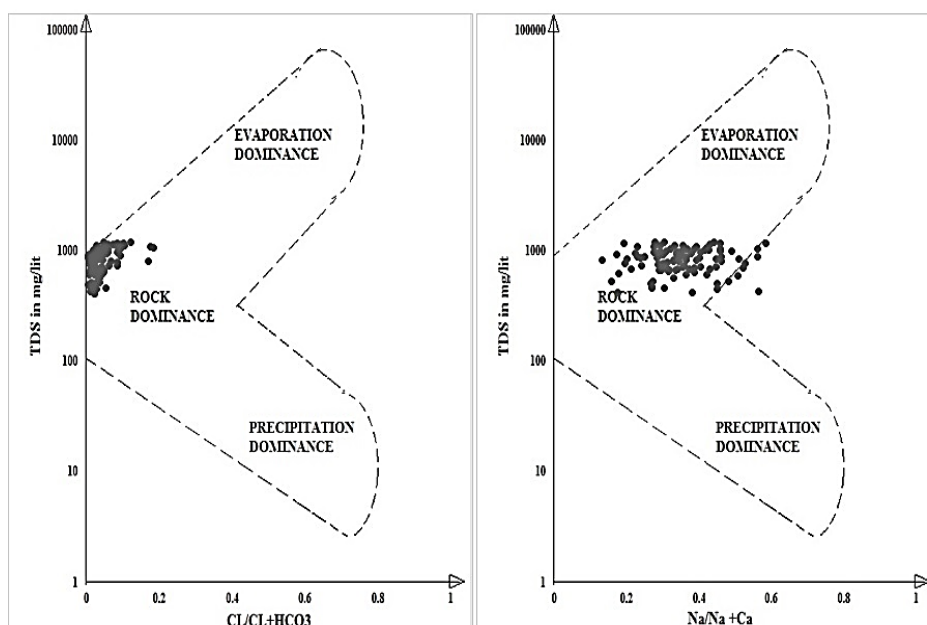 100000
10000
1000
100
10
1
TDS in mg/lit
EVAPORATION
DOMINANCE
ROCK
DOMINANCE
PRECIPITATION
DOMINANCE
0 0.2 0.4 0.6 0.8 1
CL/CL+HCO3
100000
10000
1000
100
10
1
TDS in mg/lit
EVAPORATION
DOMINANCE
ROCK
DOMINANCE
PRECIPITATION
DOMINANCE
0 0.2 0.4 0.6 0.8 1
Na/Na +Ca